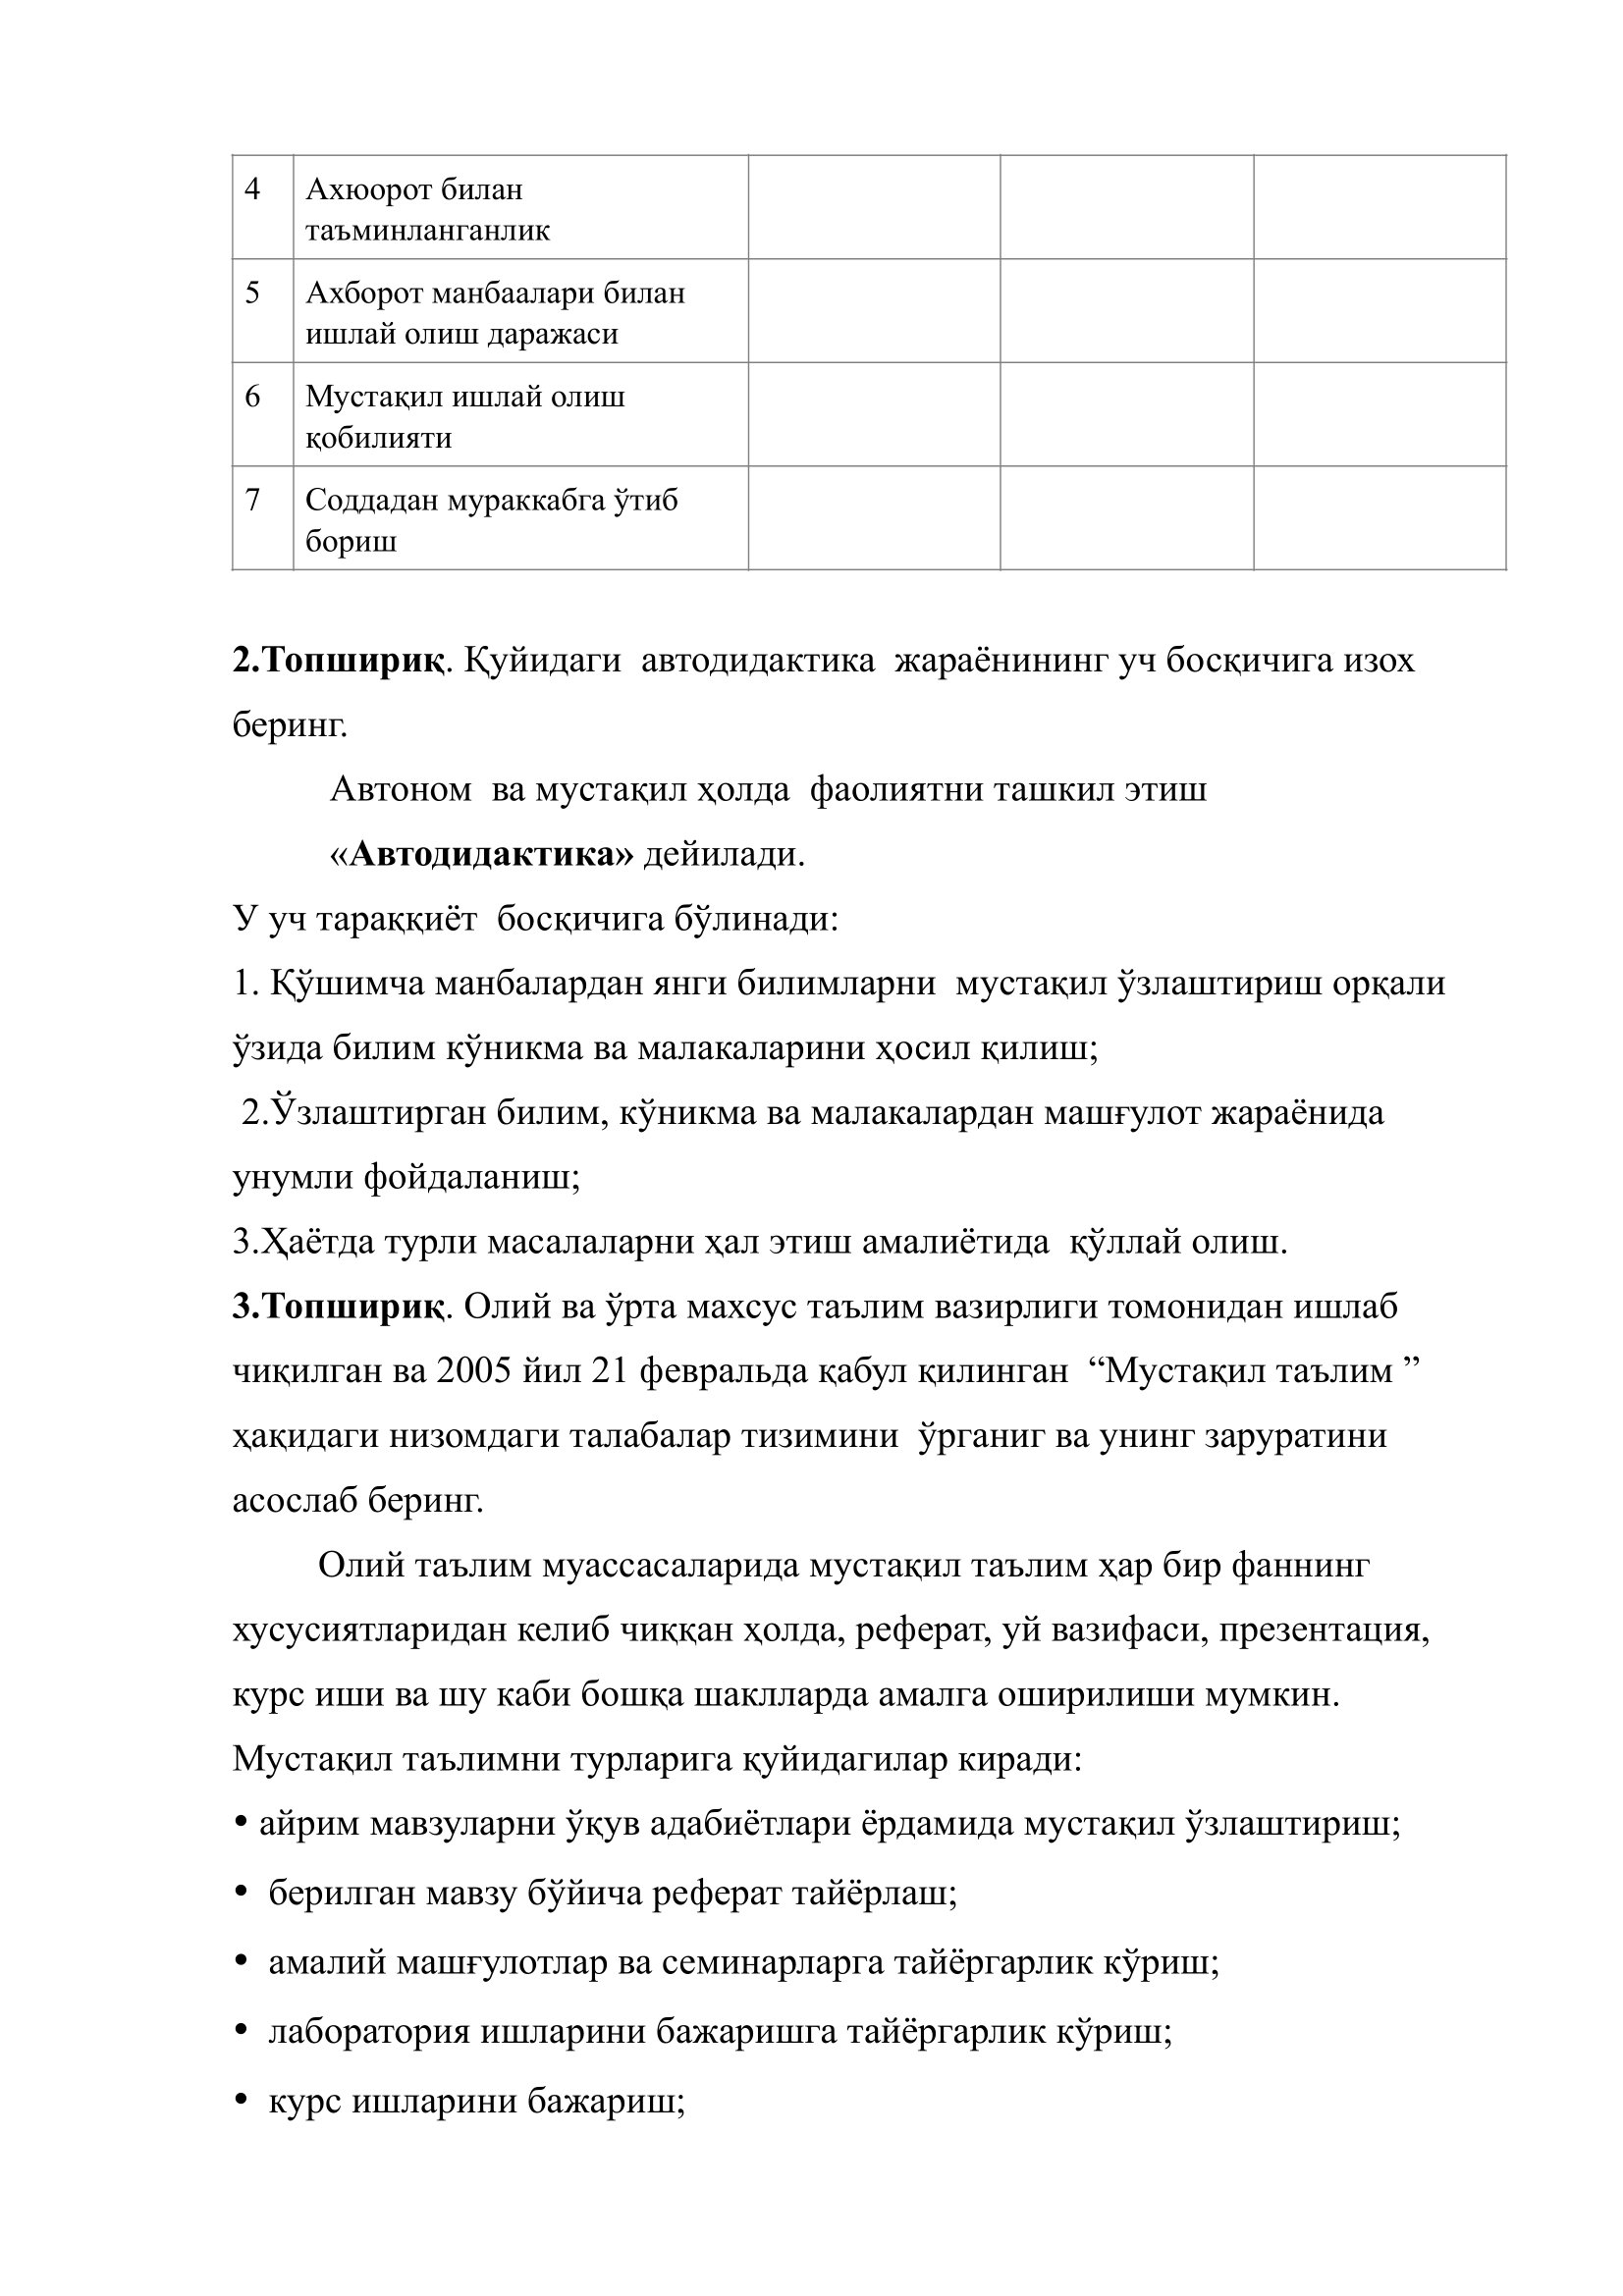 4 Ахюорот билан
таъминланганлик
5 Ахборот манбаалари билан
ишлай олиш даражаси
6 Мустақил ишлай олиш
қобилияти
7 Соддадан мураккабга ўтиб
бориш
2.Топшириқ. Қуйидаги автодидактика жараёнининг уч босқичига изох
беринг.
Автоном ва мустақил ҳолда фаолиятни ташкил этиш
«Автодидактика» дейилади.
У уч тараққиёт босқичига бўлинади:
1. Қўшимча манбалардан янги билимларни мустақил ўзлаштириш орқали
ўзида билим кўникма ва малакаларини ҳосил қилиш;
2.Ўзлаштирган билим, кўникма ва малакалардан машғулот жараёнида
унумли фойдаланиш;
3.Ҳаётда турли масалаларни ҳал этиш амалиётида қўллай олиш.
3.Топшириқ. Олий ва ўрта махсус таълим вазирлиги томонидан ишлаб
чиқилган ва 2005 йил 21 февральда қабул қилинган “Мустақил таълим ”
ҳақидаги низомдаги талабалар тизимини ўрганиг ва унинг заруратини
асослаб беринг.
Олий таълим муассасаларида мустақил таълим ҳар бир фаннинг
хусусиятларидан келиб чиққан ҳолда, реферат, уй вазифаси, презентация,
курс иши ва шу каби бошқа шаклларда амалга оширилиши мумкин.
Мустақил таълимни турларига қуйидагилар киради:
• айрим мавзуларни ўқув адабиётлари ёрдамида мустақил ўзлаштириш;
• берилган мавзу бўйича реферат тайёрлаш;
• амалий машғулотлар ва семинарларга тайёргарлик кўриш;
• лаборатория ишларини бажаришга тайёргарлик кўриш;
• курс ишларини бажариш;